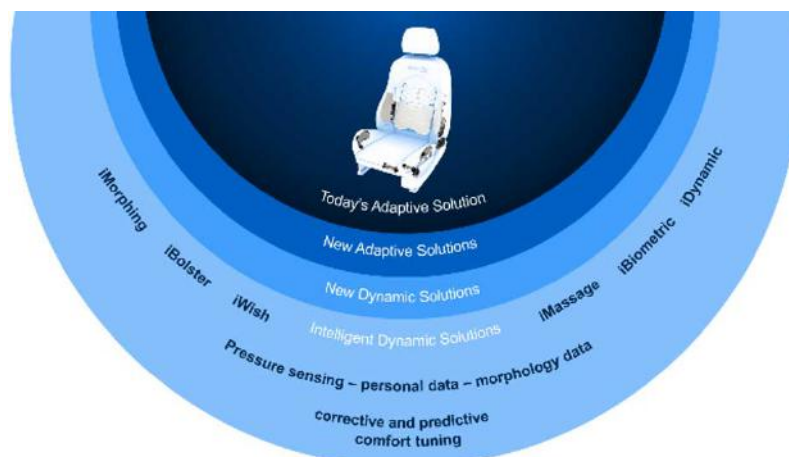 Today's Adaptive Solution
New Adaptive Solutions
New Dynamic Solutions
Intelligent Dynamic Solutions
iMorphing
iBolster
iWish
iMassage
iBiometric
iDynamic
Pressure sensing – personal data – morphology data
corrective and predictive
comfort tuning